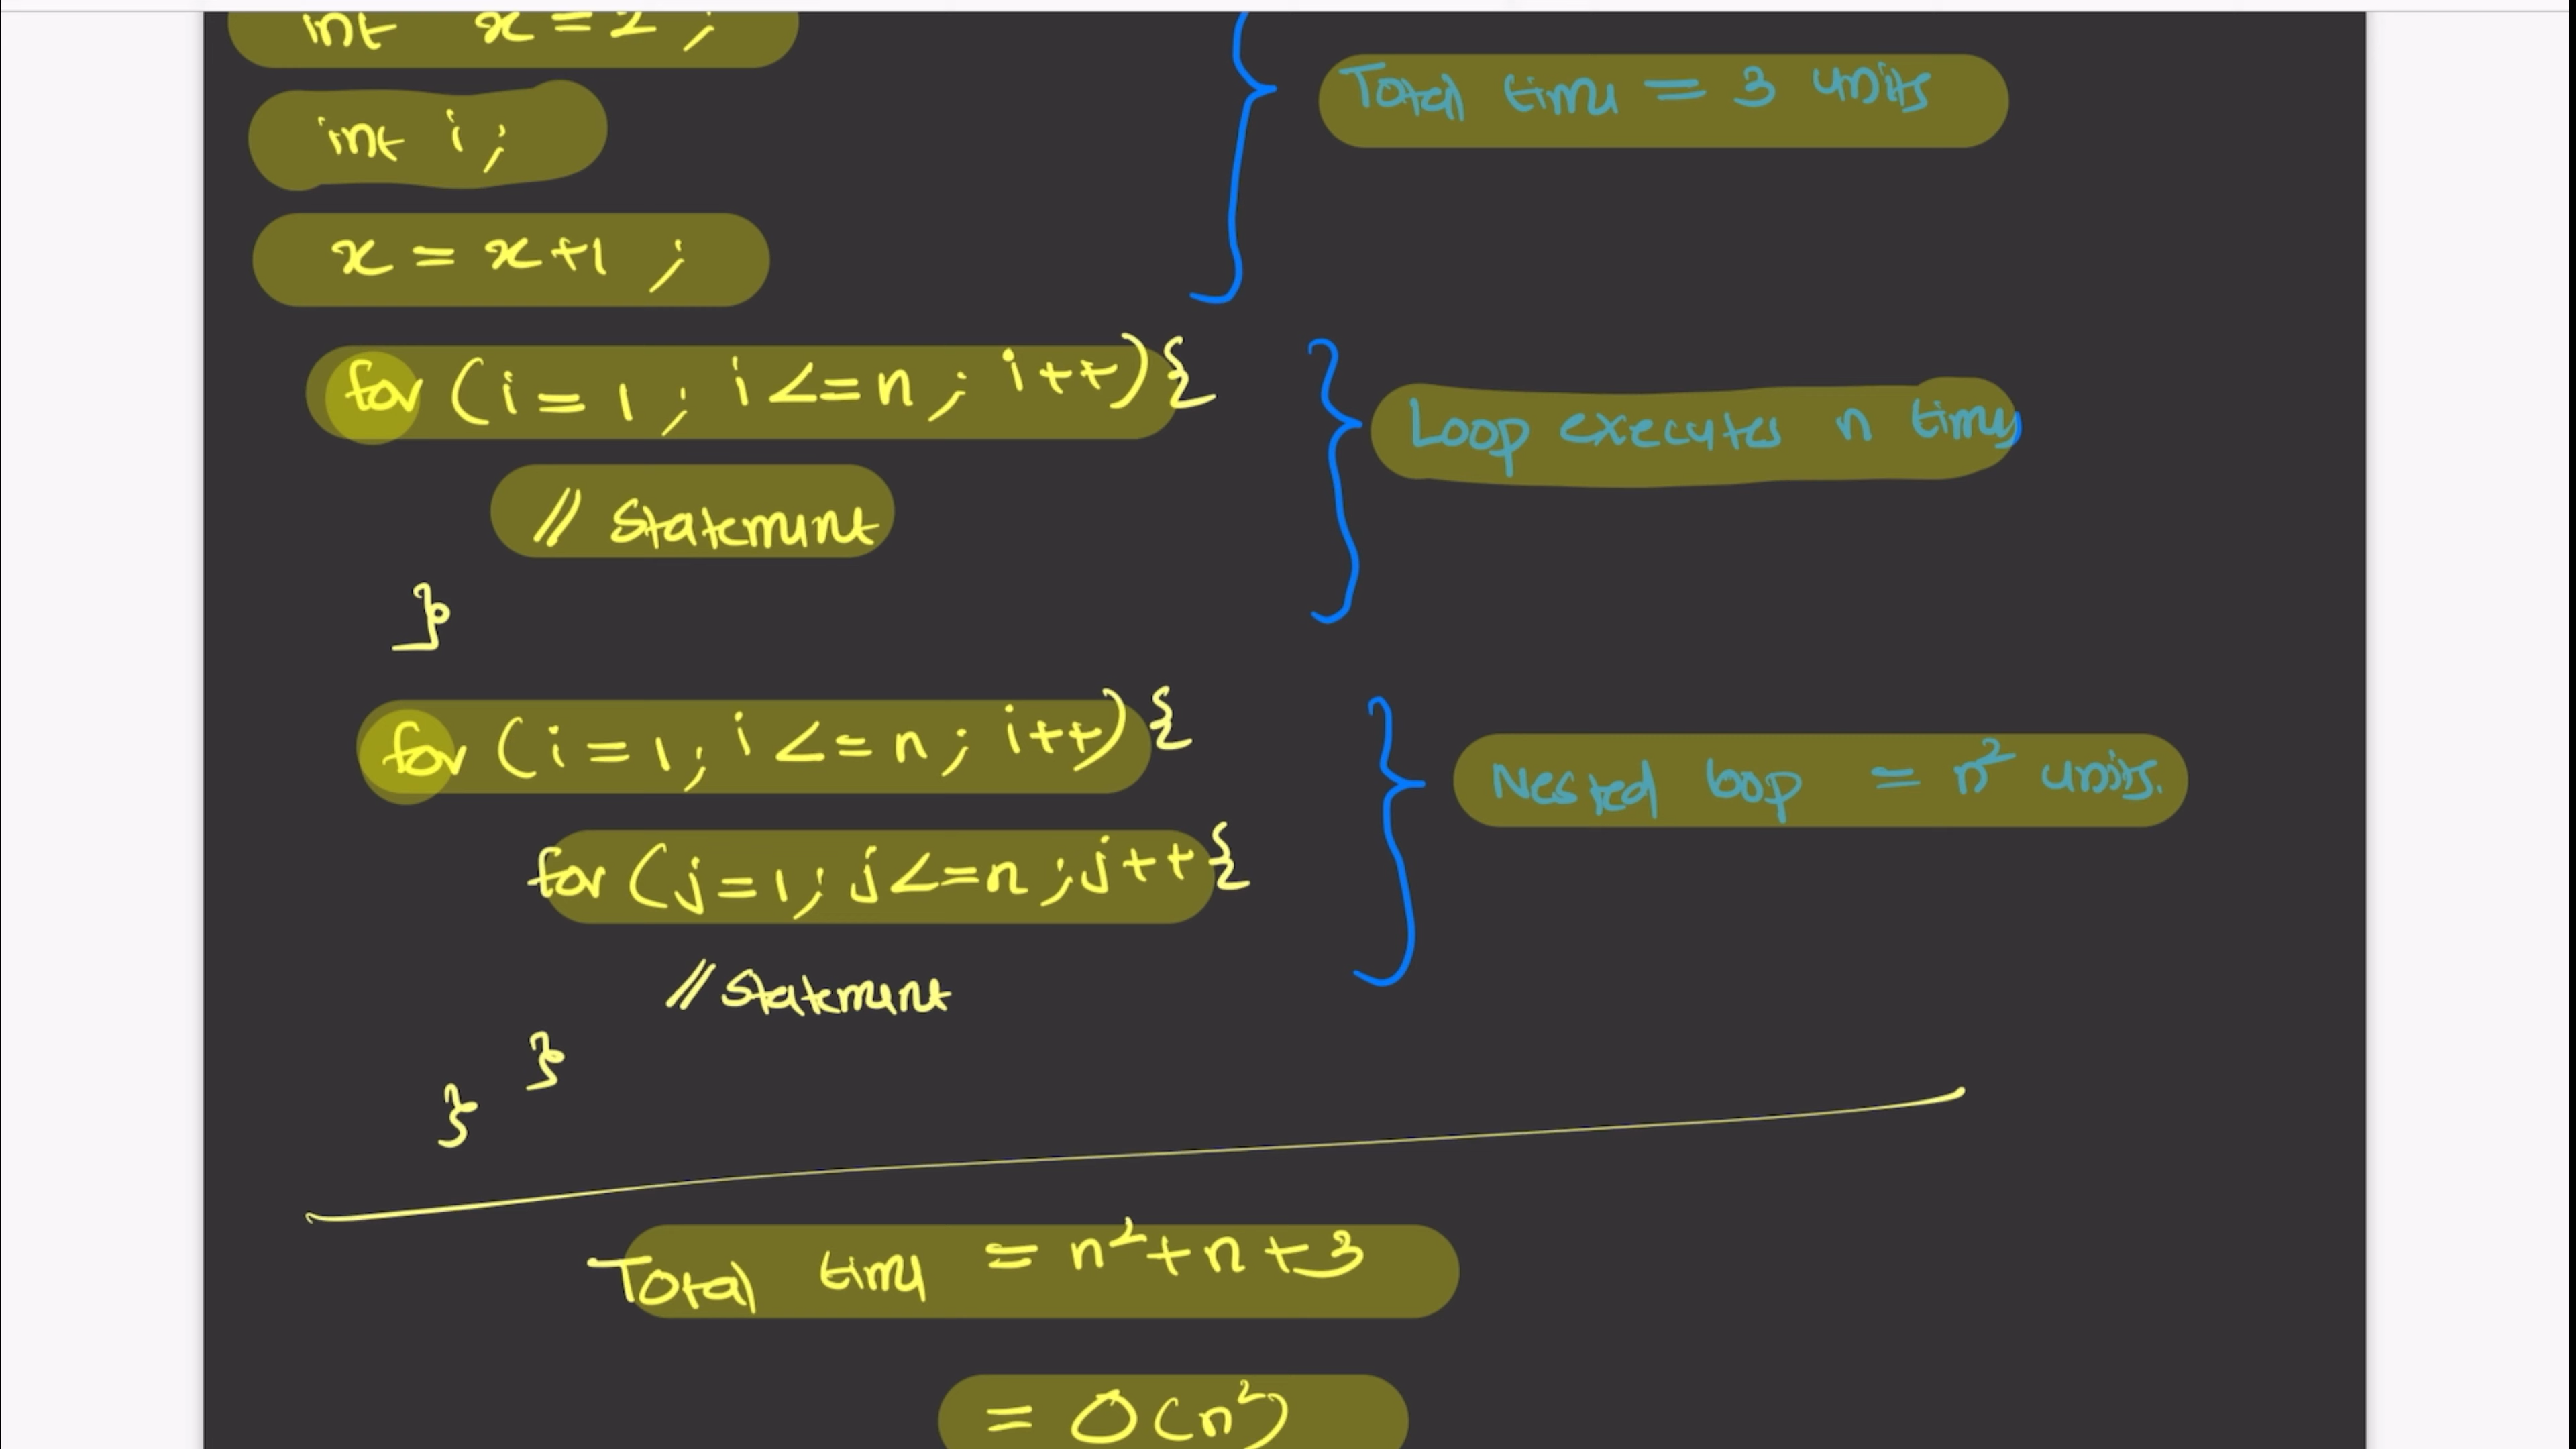 int x = 2 ;
int i ;
x = x+1 ;
Total time = 3 units
for (i = 1 ; i <= n ; i++){
// Statement
}
Loop executes n times
for (i = 1 ; i <= n ; i++) {
for (j = 1 ; j <= n ; j++{
// Statement
}
}
Nested loop = n² units.
Total time = n² + n + 3
= O(n²)